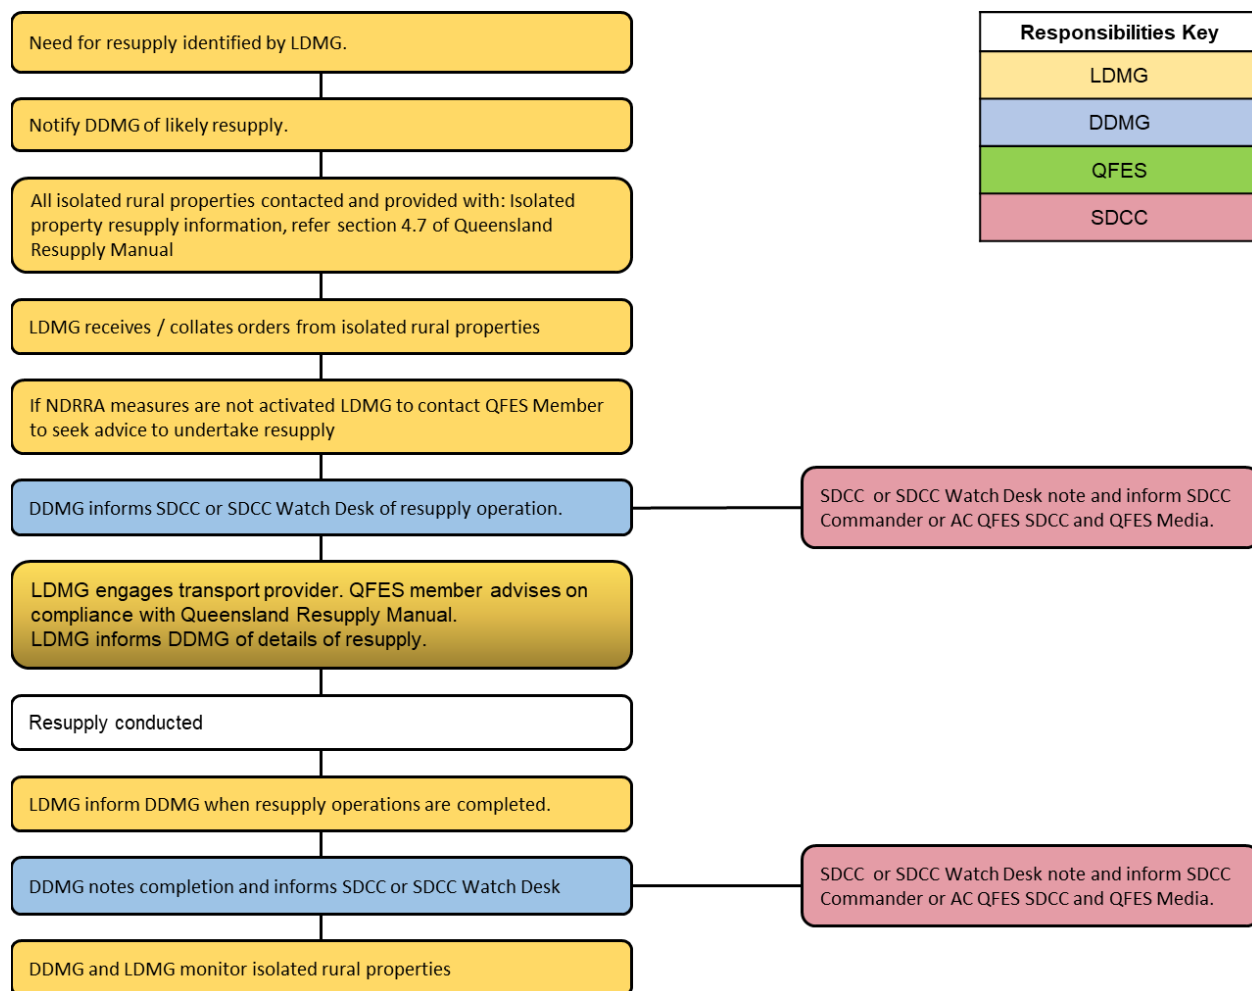 Need for resupply identified by LDMG.
Responsibilities Key
LDMG
DDMG
QFES
SDCC
Notify DDMG of likely resupply.
All isolated rural properties contacted and provided with: Isolated
property resupply information, refer section 4.7 of Queensland
Resupply Manual
LDMG receives / collates orders from isolated rural properties
If NDRRA measures are not activated LDMG to contact QFES Member
to seek advice to undertake resupply
DDMG informs SDCC or SDCC Watch Desk of resupply operation.
SDCC or SDCC Watch Desk note and inform SDCC
Commander or AC QFES SDCC and QFES Media.
LDMG engages transport provider. QFES member advises on
compliance with Queensland Resupply Manual.
LDMG informs DDMG of details of resupply.
Resupply conducted
LDMG inform DDMG when resupply operations are completed.
DDMG notes completion and informs SDCC or SDCC Watch Desk
SDCC or SDCC Watch Desk note and inform SDCC
Commander or AC QFES SDCC and QFES Media.
DDMG and LDMG monitor isolated rural properties